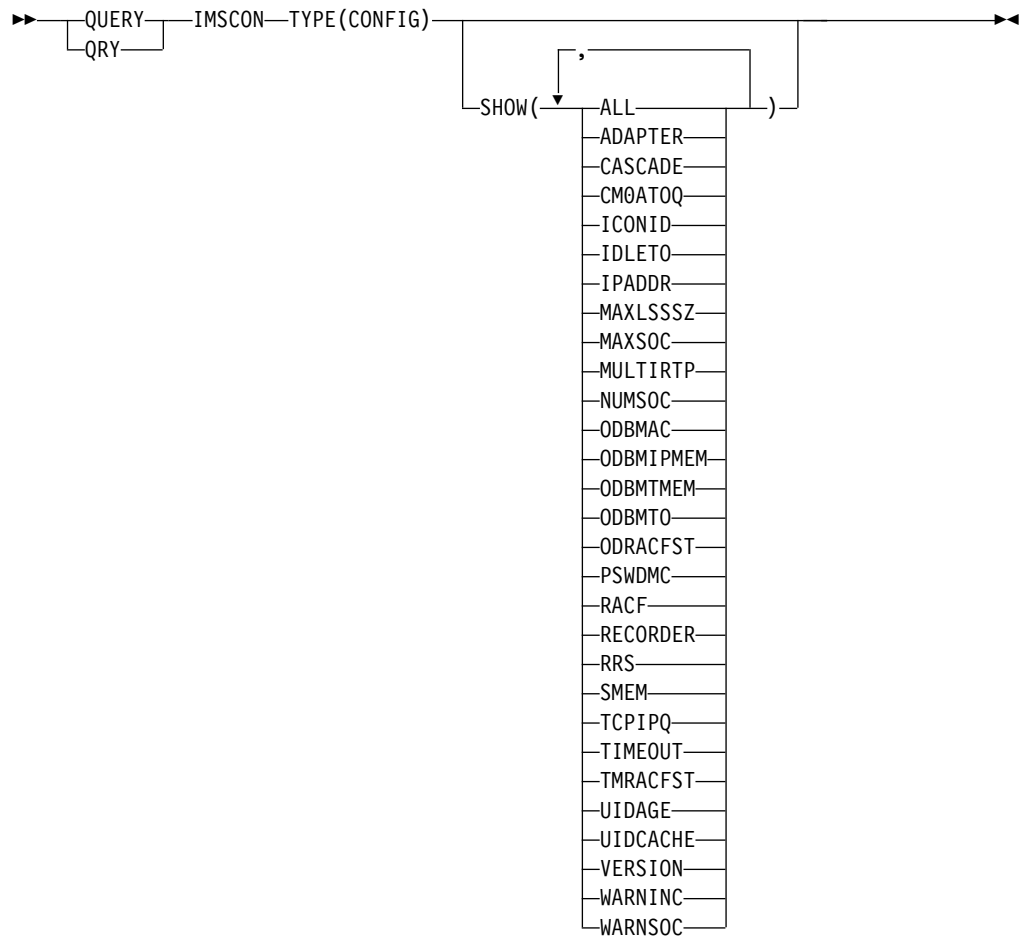 QUERY IMSCON TYPE(CONFIG)
QRY
,
SHOW( ALL )
ADAPTER
CASCADE
CM0ATOQ
ICONID
IDLETO
IPADDR
MAXLSSSZ
MAXSOC
MULTIRTP
NUMSOC
ODBMAC
ODBMIPMEM
ODBMTMEM
ODBMTO
ODRACFST
PSWDMC
RACF
RECORDER
RRS
SMEM
TCPIPQ
TIMEOUT
TMRACFST
UIDAGE
UIDCACHE
VERSION
WARNINC
WARNSOC